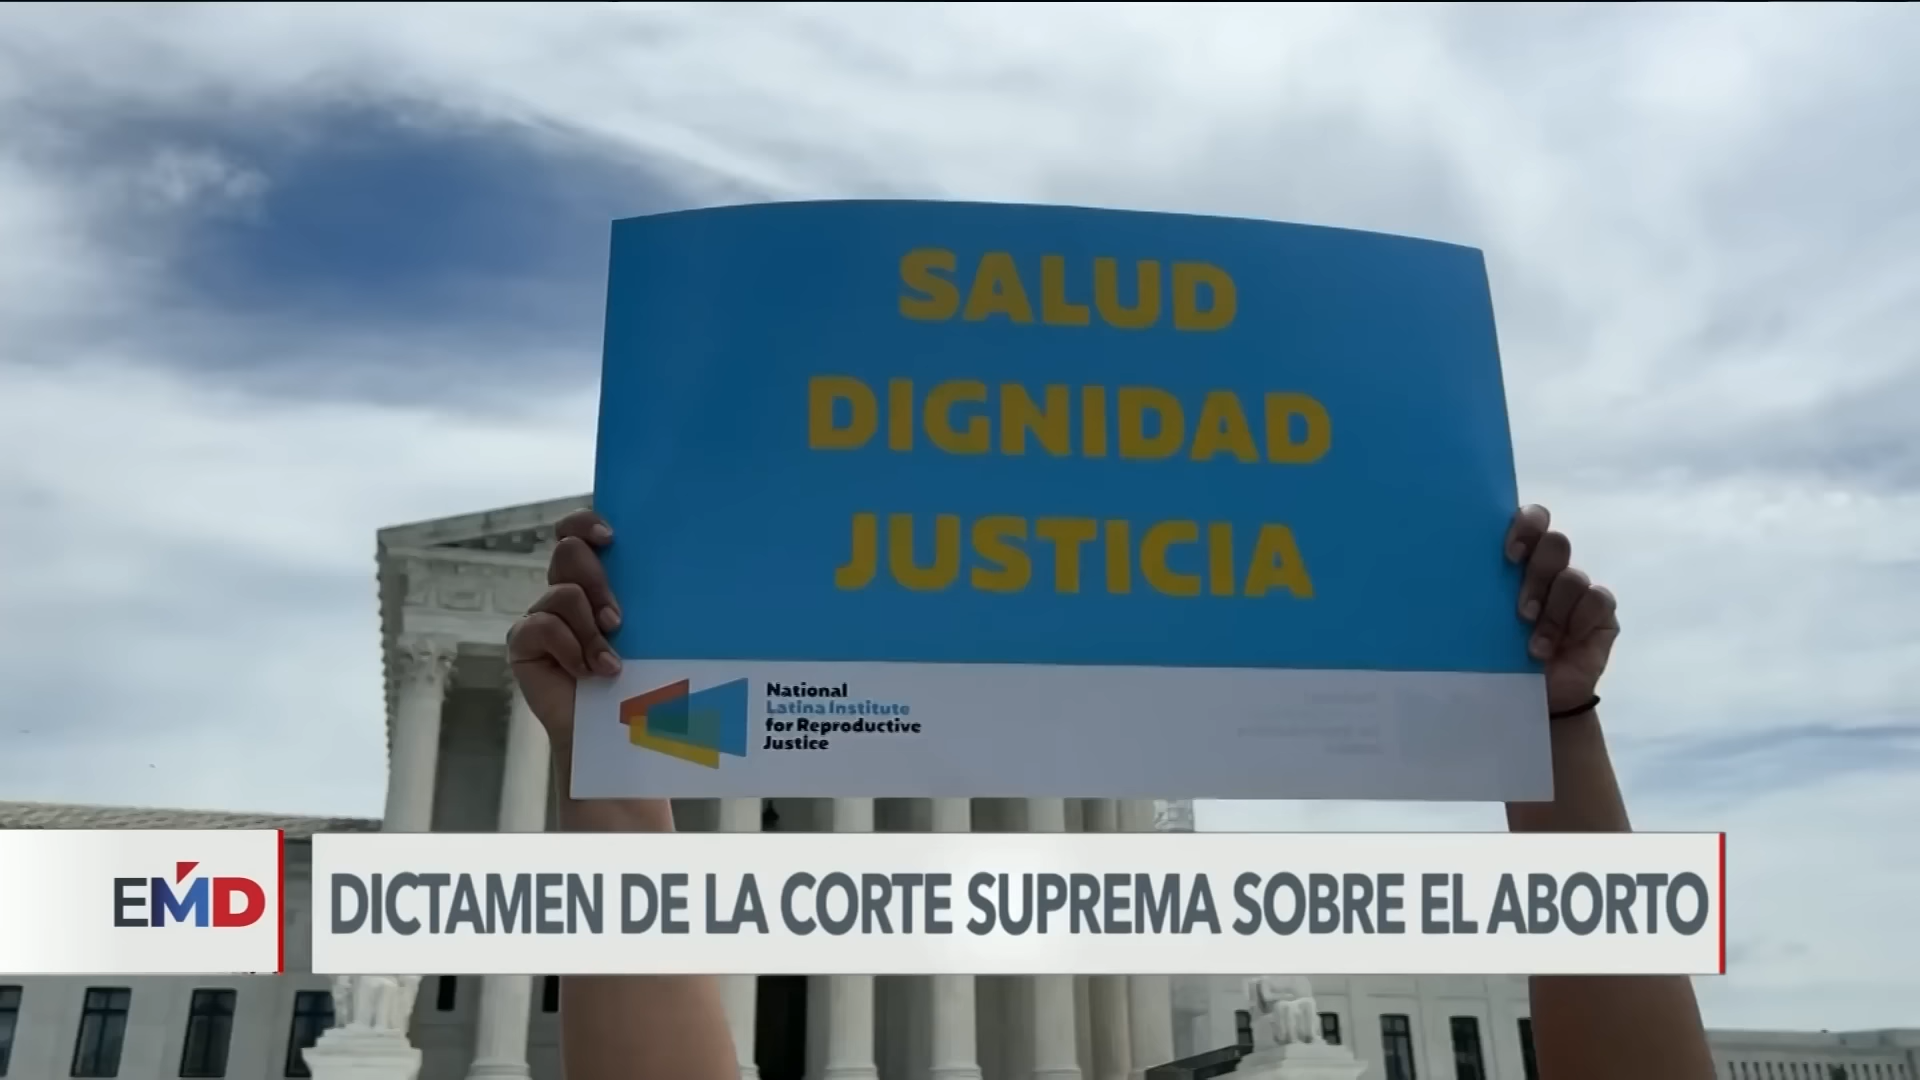 SALUD
DIGNIDAD
JUSTICIA
National
Latina Institute
for Reproductive
Justice
EMD
DICTAMEN DE LA CORTE SUPREMA SOBRE EL ABORTO